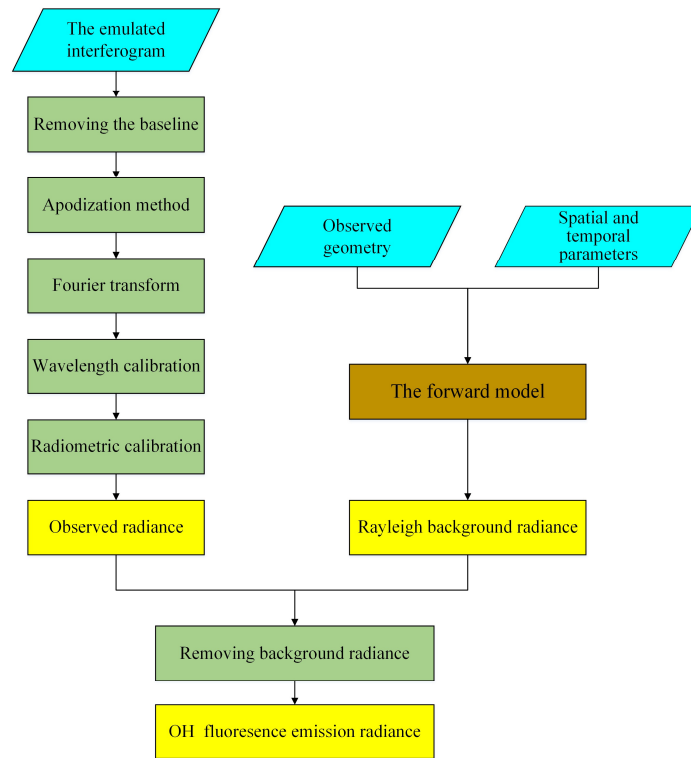 The emulated
interferogram
Removing the baseline
Apodization method
Fourier transform
Wavelength calibration
Radiometric calibration
Observed radiance
Observed
geometry
Spatial and
temporal
parameters
The forward model
Rayleigh background radiance
Removing background radiance
OH fluoresence emission radiance